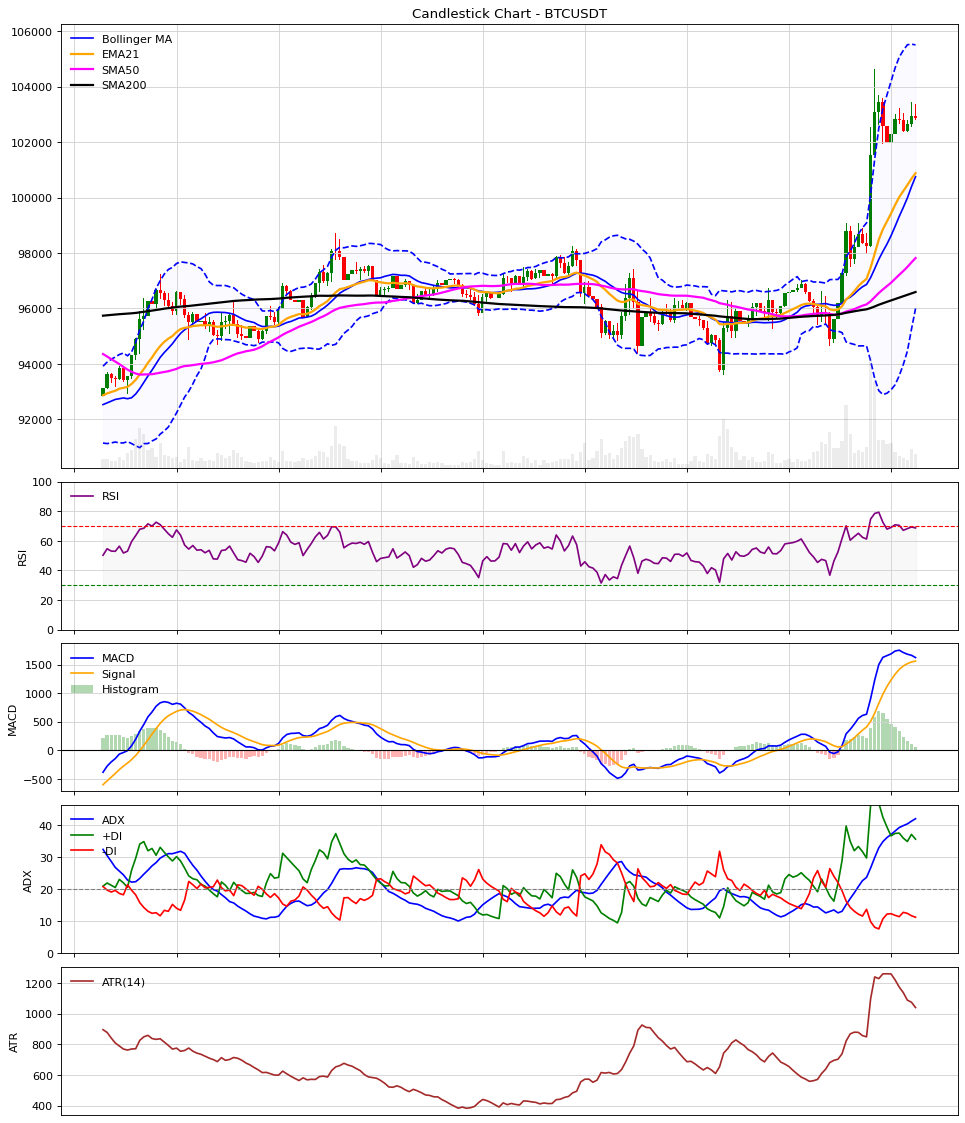 Candlestick Chart - BTCUSDT
106000
104000
102000
100000
98000
96000
94000
92000
Bollinger MA
EMA21
SMA50
SMA200
100
80
60
40
20
0
RSI
RSI
1500
1000
500
0
−500
MACD
MACD
Signal
Histogram
40
30
20
10
0
ADX
ADX
+DI
-DI
1200
1000
800
600
400
ATR
ATR(14)